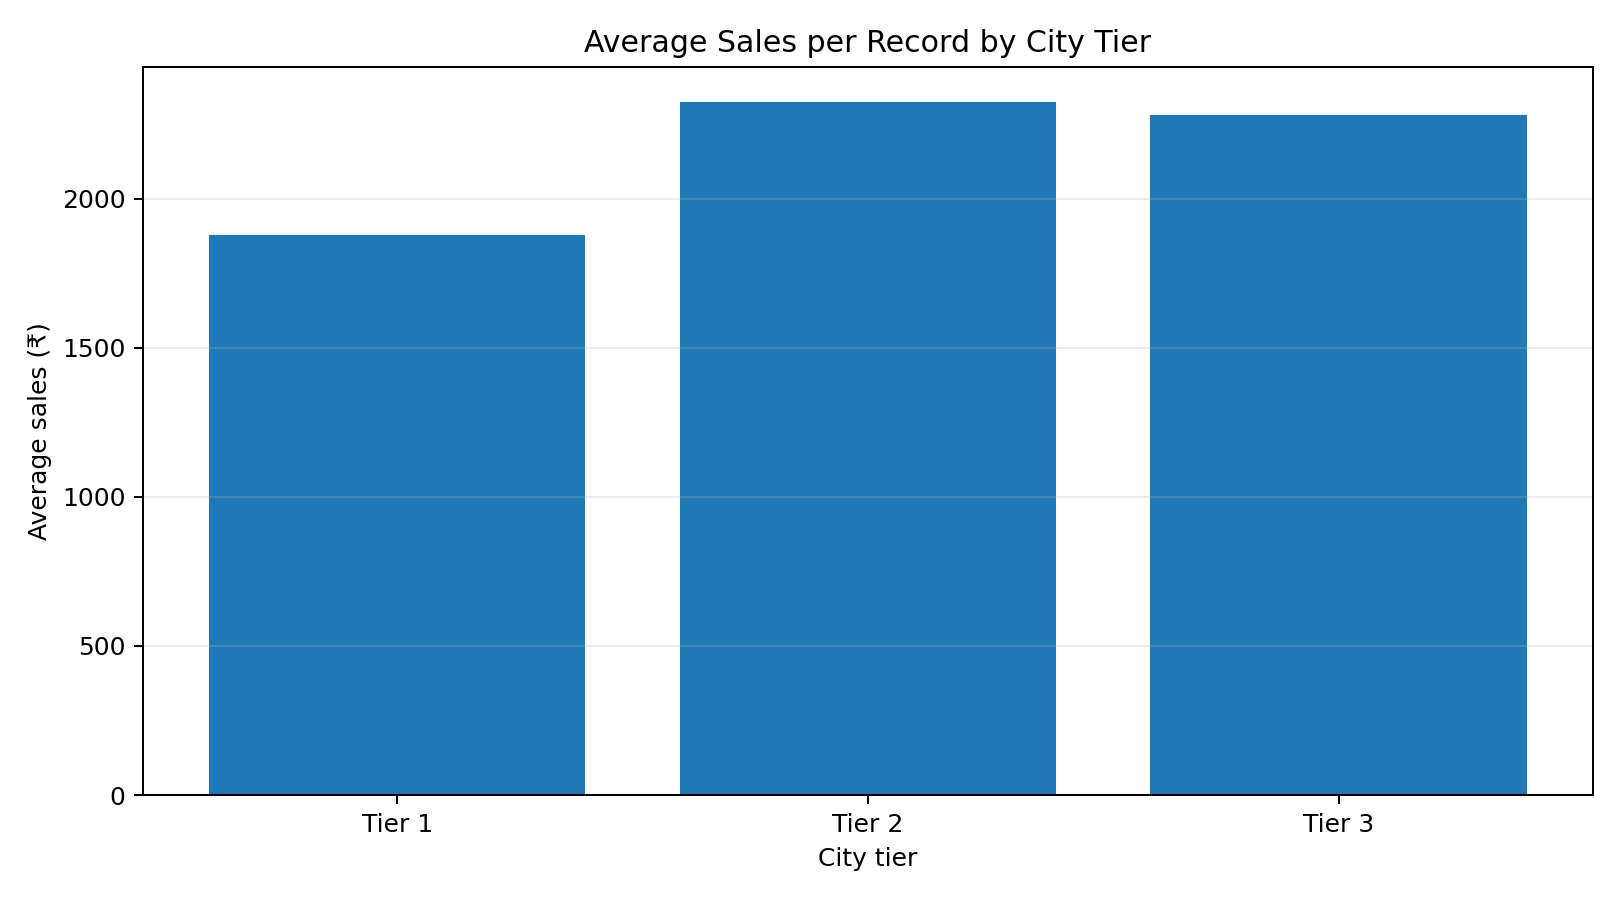 Average Sales per Record by City Tier
Average sales (₹)
2000
1500
1000
500
0
Tier 1
Tier 2
Tier 3
City tier